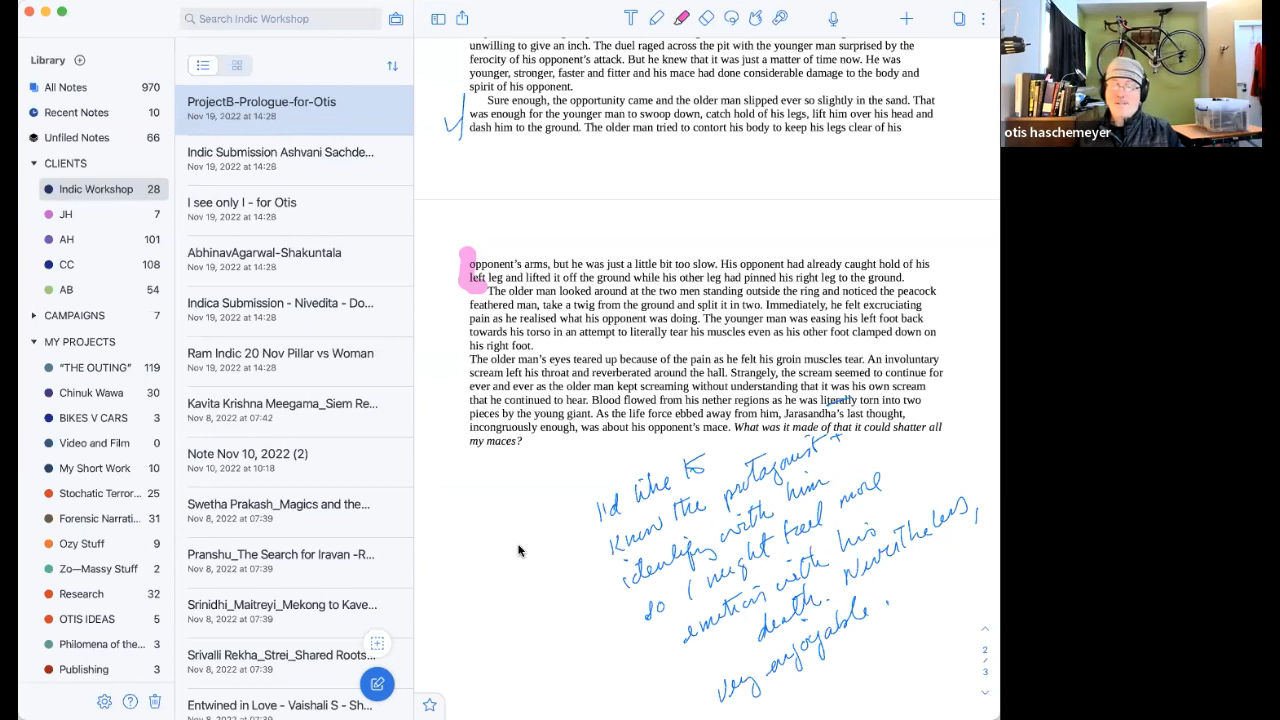 Search Indic Workshop
Library
All Notes 970
Recent Notes 10
Unfiled Notes 138
CLIENTS
Indic Workshop 28
JH 7
AH 101
CC 108
AB 54
CAMPAIGNS 7
MY PROJECTS
“THE OUTING” 119
Chinuk Wawa 30
BIKES V CARS 3
Video and Film 0
My Short Work 10
Stochatic Terror... 25
Forensic Narrati... 31
Ozy Stuff 9
Zo—Massy Stuff 2
Research 32
OTIS IDEAS 5
Philomena of the... 3
Publishing 3
ProjectB-Prologue-for-Otis
Nov 19, 2022 at 14:28
Indic Submission Ashvani Sachde...
Nov 19, 2022 at 14:28
I see only I - for Otis
Nov 19, 2022 at 14:28
AbhinavAgarwal-Shakuntala
Nov 19, 2022 at 14:28
Indica Submission - Nivedita - Do...
Nov 19, 2022 at 14:28
Ram Indic 20 Nov Pillar vs Woman
Nov 19, 2022 at 14:28
Kavita Krishna Meegama_Siem Re...
Nov 8, 2022 at 07:42
Note Nov 10, 2022 (2)
Nov 10, 2022 at 10:18
Swetha Prakash_Magics and the...
Nov 8, 2022 at 07:39
Pranshu_The Search for Iravan -R...
Nov 8, 2022 at 07:39
Srinidhi_Maitreyi_Mekong to Kave...
Nov 8, 2022 at 07:39
Srivalli Rekha_Strei_Shared Roots...
Nov 8, 2022 at 07:39
Entwined in Love - Vaishali S - Sh...
Nov 8, 2022 at 07:39
unwilling to give an inch. The duel raged across the pit with the younger man surprised by the
ferocity of his opponent’s attack. But he knew that it was just a matter of time now. He was
younger, stronger, faster and fitter and his mace had done considerable damage to the body and
spirit of his opponent.
Sure enough, the opportunity came and the older man slipped ever so slightly in the sand. That
was enough for the younger man to swoop down, catch hold of his legs, lift him over his head and
dash him to the ground. The older man tried to contort his body to keep his legs clear of his
opponent’s arms, but he was just a little bit too slow. His opponent had already caught hold of his
left leg and lifted it off the ground while his other leg had pinned his right leg to the ground.
The older man looked around at the two men standing outside the ring and noticed the peacock
feathered man, take a twig from the ground and split it in two. Immediately, he felt excruciating
pain as he realised what his opponent was doing. The younger man was easing his left foot back
towards his torso in an attempt to literally tear his muscles even as his other foot clamped down on
his right foot.
The older man’s eyes teared up because of the pain as he felt his groin muscles tear. An involuntary
scream left his throat and reverberated around the hall. Strangely, the scream seemed to continue for
ever and ever as the older man kept screaming without understanding that it was his own scream
that he continued to hear. Blood flowed from his nether regions as he was literally torn into two
pieces by the young giant. As the life force ebbed away from him, Jarasandha’s last thought,
incongruously enough, was about his opponent’s mace. What was it made of that it could shatter all
my maces?
I'd like to
know the protagonist +
identify with him
so I might feel more
emotion with his
death. Nevertheless,
very enjoyable.
2
/
3
otis haschemeyer